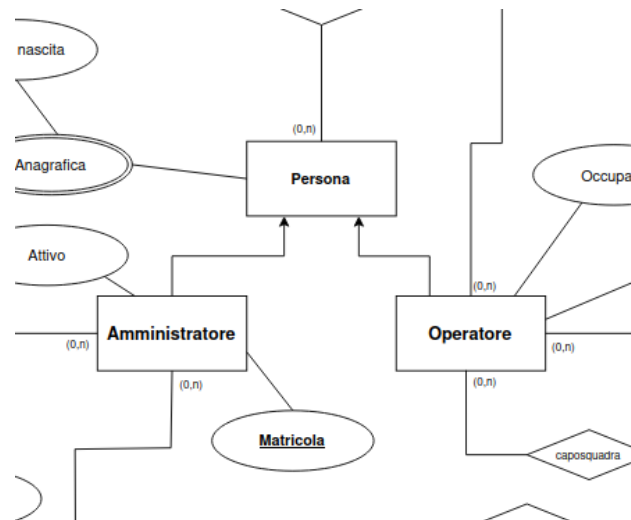 nascita
(0,n)
Anagrafica
Persona
Occupa
Attivo
(0,n)
Amministratore
Operatore
(0,n)
(0,n)
(0,n)
(0,n)
Matricola
caposquadra